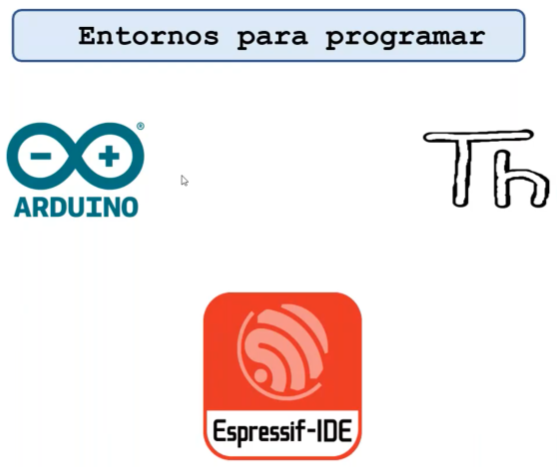 Entornos para programar
ARDUINO
Th
Espressif-IDE